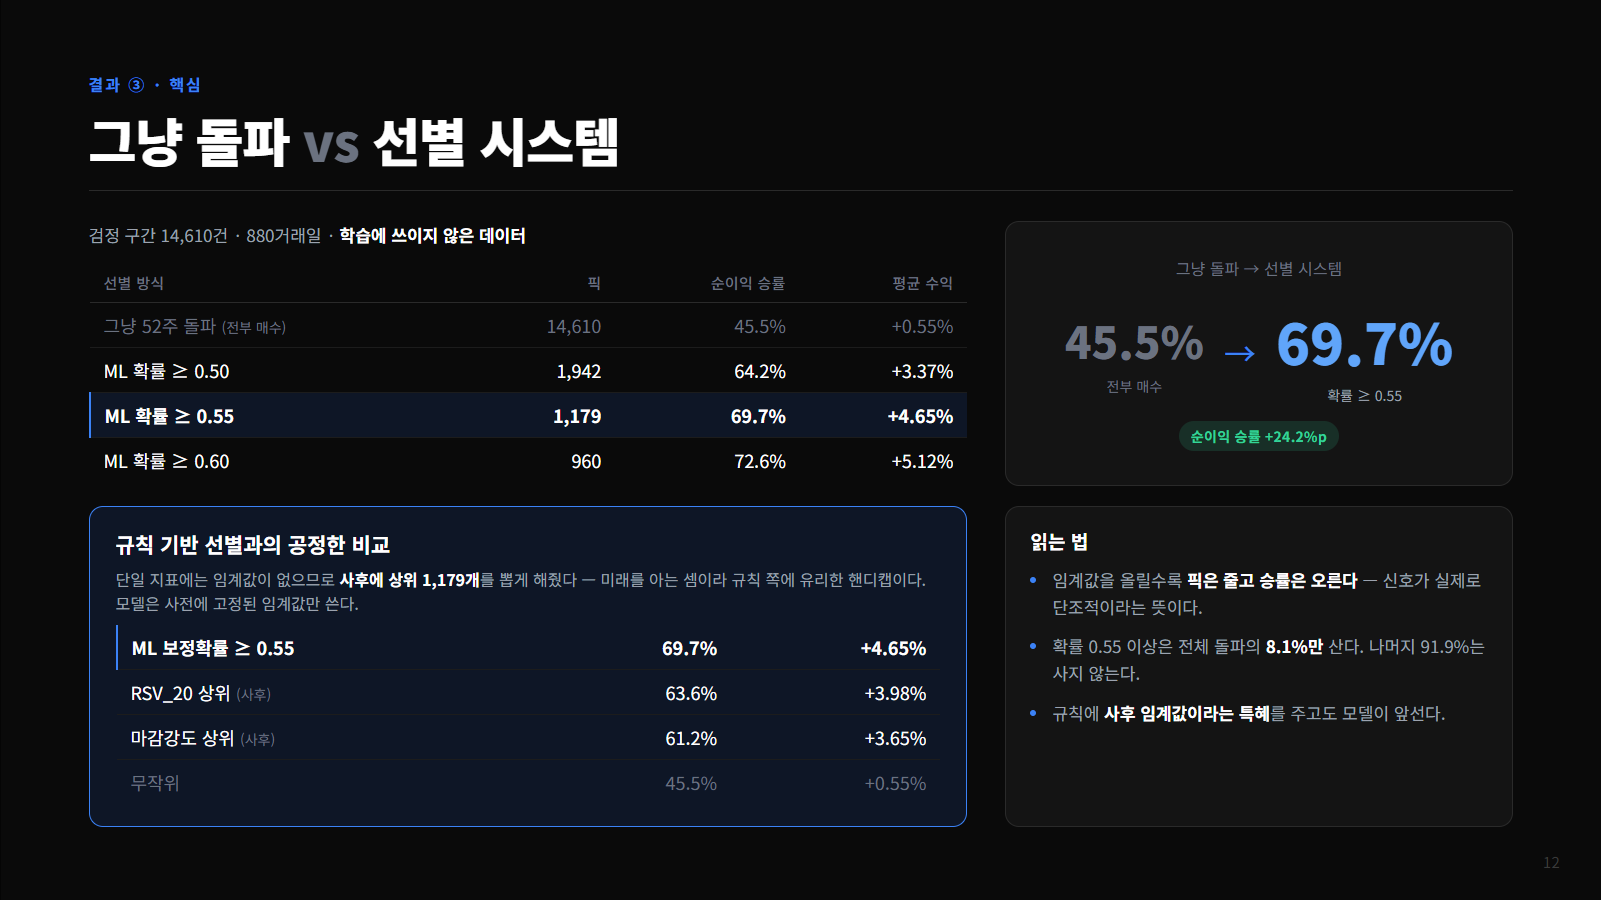 결과 ③ · 핵심
그냥 돌파 vs 선별 시스템
검정 구간 14,610건 · 880거래일 · 학습에 쓰이지 않은 데이터
선별 방식 픽 순이익 승률 평균 수익
그냥 52주 돌파 (전부 매수) 14,610 45.5% +0.55%
ML 확률 ≥ 0.50 1,942 64.2% +3.37%
ML 확률 ≥ 0.55 1,179 69.7% +4.65%
ML 확률 ≥ 0.60 960 72.6% +5.12%
그냥 돌파 → 선별 시스템
45.5% → 69.7%
전부 매수 확률 ≥ 0.55
순이익 승률 +24.2%p
규칙 기반 선별과의 공정한 비교
단일 지표에는 임계값이 없으므로 사후에 상위 1,179개를 뽑게 해줬다 — 미래를 아는 셈이라 규칙 쪽에 유리한 핸디캡이다.
모델은 사전에 고정된 임계값만 쓴다.
ML 보정확률 ≥ 0.55 69.7% +4.65%
RSV_20 상위 (사후) 63.6% +3.98%
마감강도 상위 (사후) 61.2% +3.65%
무작위 45.5% +0.55%
읽는 법
• 임계값을 올릴수록 픽은 줄고 승률은 오른다 — 신호가 실제로
단조적이라는 뜻이다.
• 확률 0.55 이상은 전체 돌파의 8.1%만 산다. 나머지 91.9%는
사지 않는다.
• 규칙에 사후 임계값이라는 특혜를 주고도 모델이 앞선다.
12